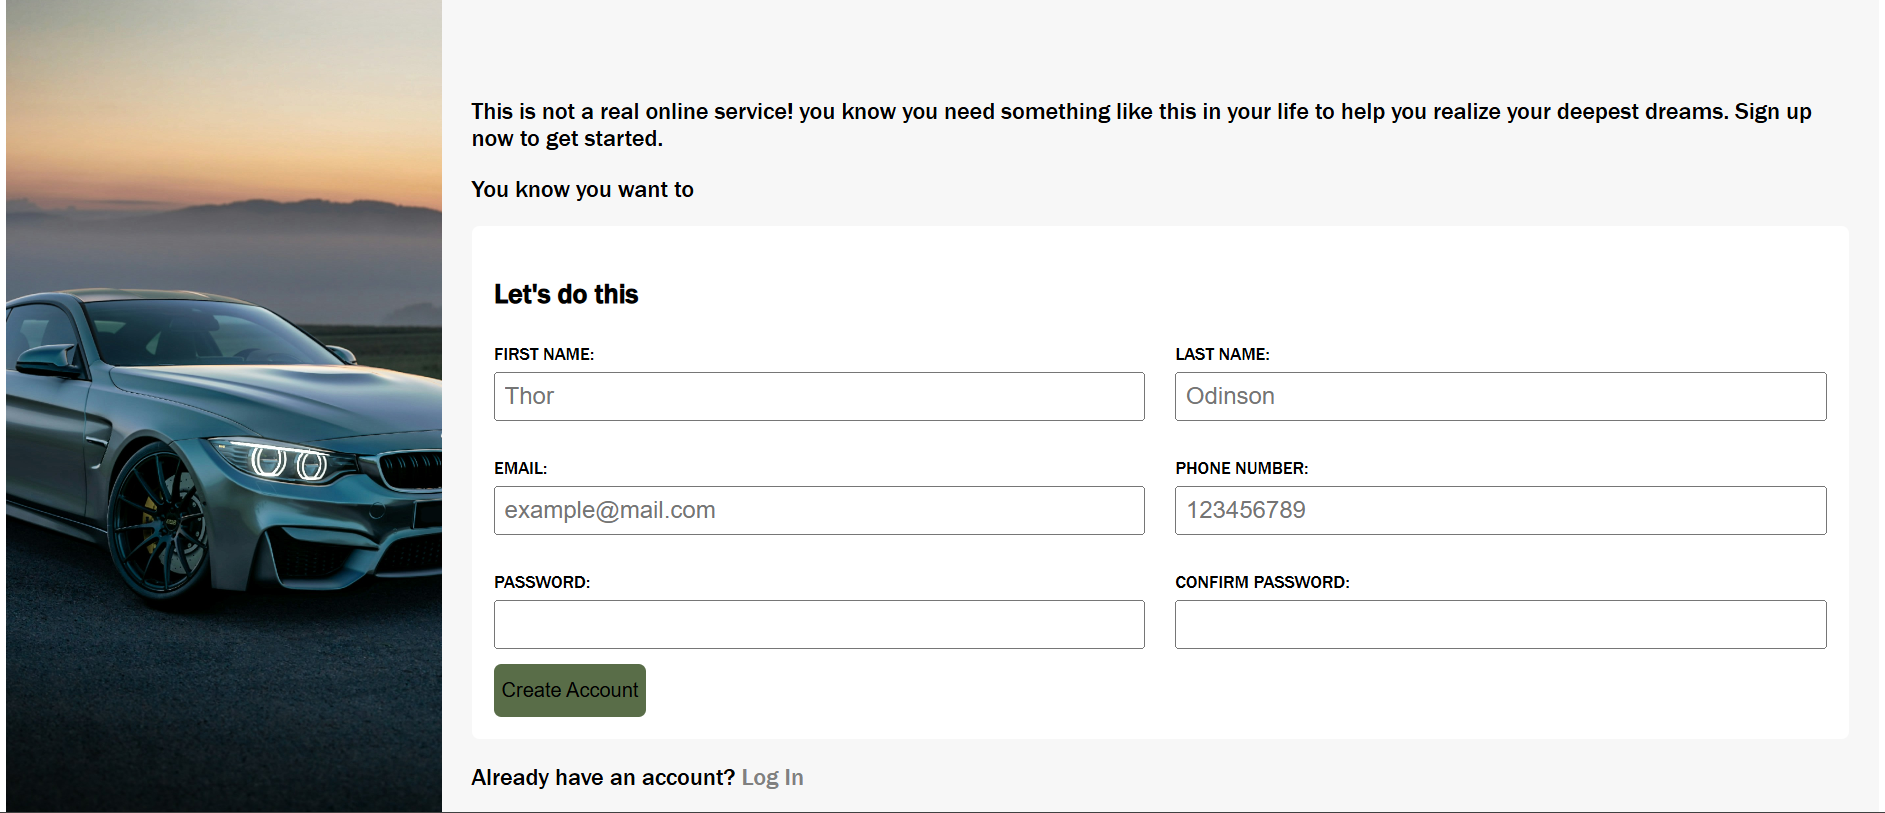 This is not a real online service! you know you need something like this in your life to help you realize your deepest dreams. Sign up
now to get started.
You know you want to
Let's do this
FIRST NAME:
LAST NAME:
Thor
Odinson
EMAIL:
PHONE NUMBER:
example@mail.com
123456789
PASSWORD:
CONFIRM PASSWORD:
Create Account
Already have an account? Log In